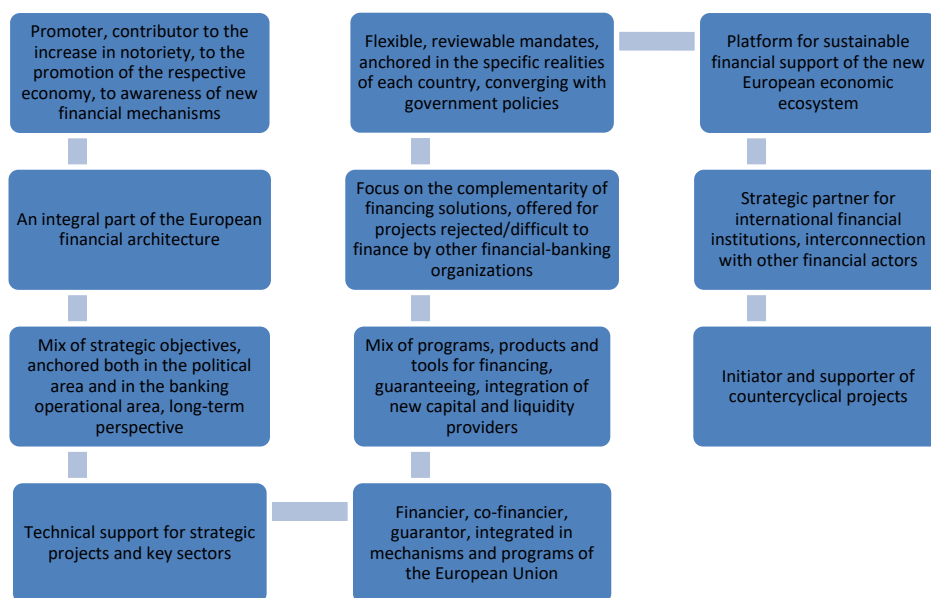 Promoter, contributor to the
increase in notoriety, to the
promotion of the respective
economy, to awareness of new
financial mechanisms
An integral part of the European
financial architecture
Mix of strategic objectives,
anchored both in the political
area and in the banking
operational area, long-term
perspective
Technical support for strategic
projects and key sectors
Financier, co-financier,
guarantor, integrated in
mechanisms and programs of
the European Union
Mix of programs, products and
tools for financing,
guaranteeing, integration of
new capital and liquidity
providers
Focus on the complementarity of
financing solutions, offered for
projects rejected/difficult to
finance by other financial-banking
organizations
Flexible, reviewable mandates,
anchored in the specific realities
of each country, converging with
government policies
Platform for sustainable
financial support of the new
European economic
ecosystem
Strategic partner for
international financial
institutions, interconnection
with other financial actors
Initiator and supporter of
countercyclical projects